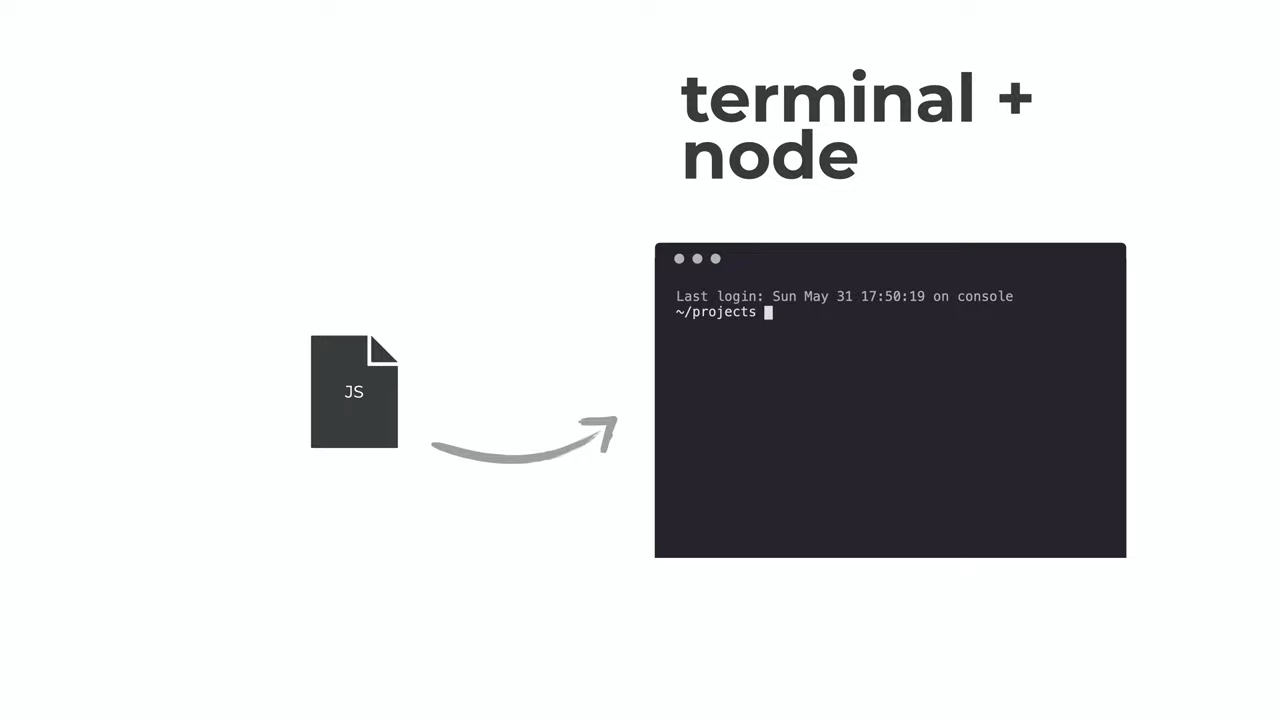 terminal +
node
Last login: Sun May 31 17:50:19 on console
~/projects
JS